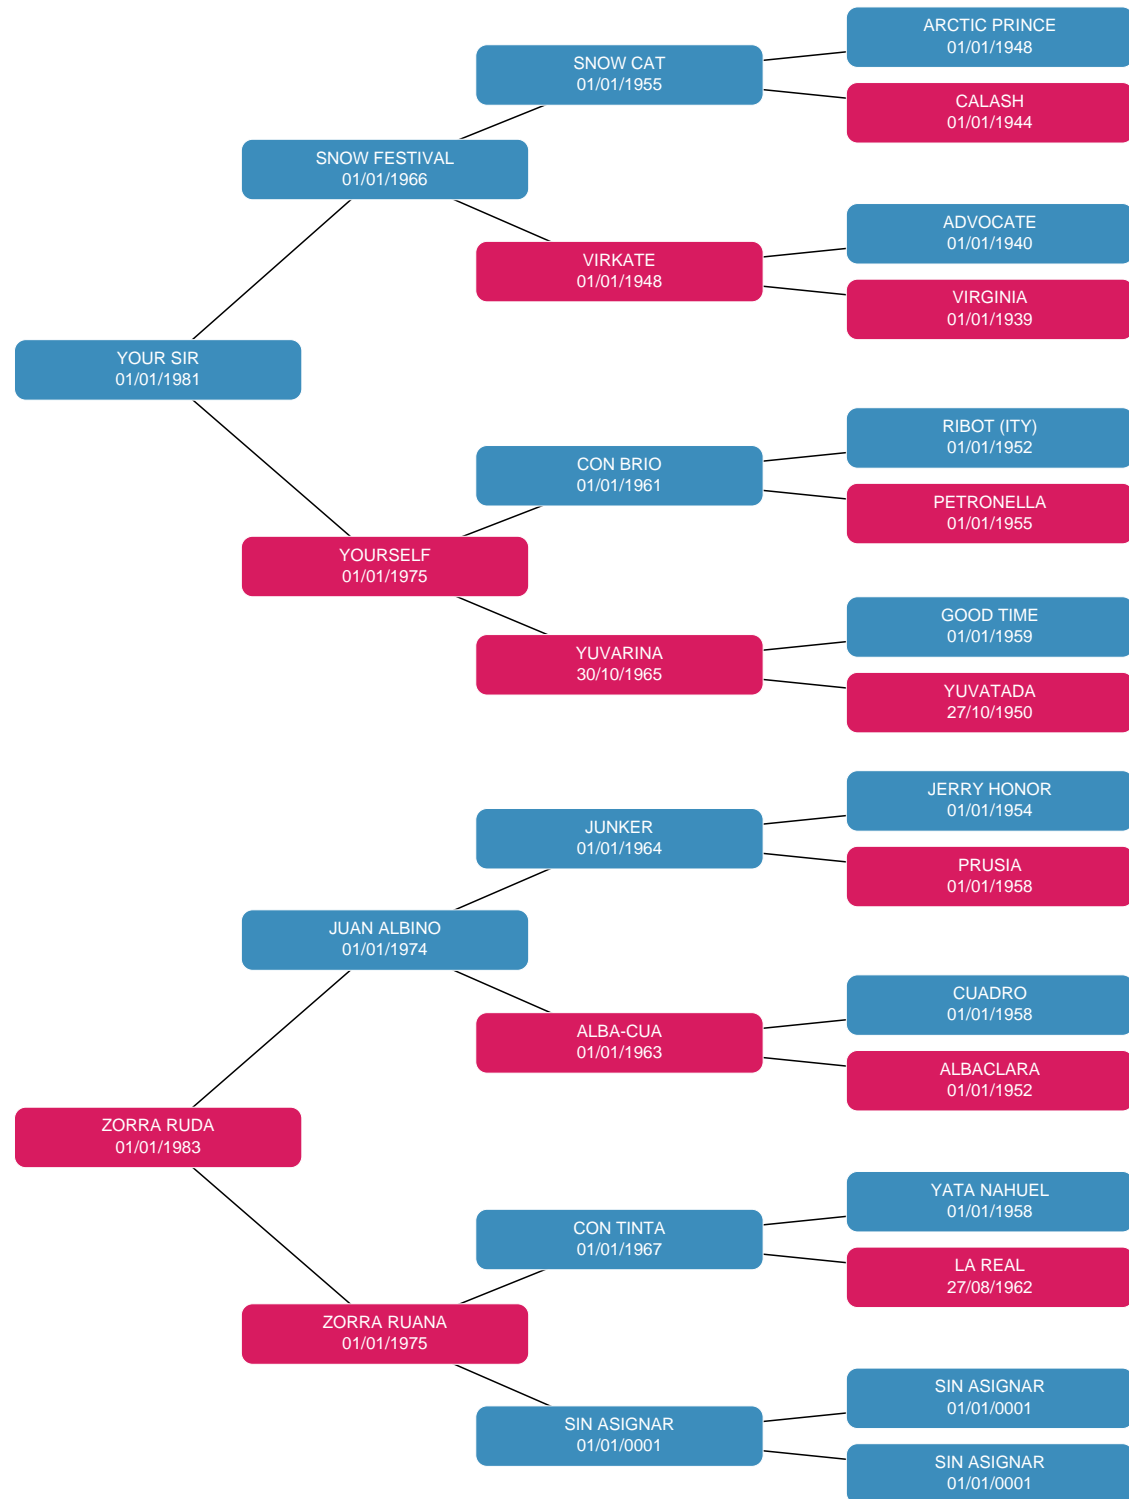 ARCTIC PRINCE
01/01/1948
SNOW CAT
01/01/1955
CALASH
01/01/1944
SNOW FESTIVAL
01/01/1966
ADVOCATE
01/01/1940
VIRKATE
01/01/1948
VIRGINIA
01/01/1939
YOUR SIR
01/01/1981
RIBOT (ITY)
01/01/1952
CON BRIO
01/01/1961
PETRONELLA
01/01/1955
YOURSELF
01/01/1975
GOOD TIME
01/01/1959
YUVARINA
30/10/1965
YUVATADA
27/10/1950
JERRY HONOR
01/01/1954
JUNKER
01/01/1964
PRUSIA
01/01/1958
JUAN ALBINO
01/01/1974
CUADRO
01/01/1958
ALBA-CUA
01/01/1963
ALBACLARA
01/01/1952
ZORRA RUDA
01/01/1983
YATA NAHUEL
01/01/1958
CON TINTA
01/01/1967
LA REAL
27/08/1962
ZORRA RUANA
01/01/1975
SIN ASIGNAR
01/01/0001
SIN ASIGNAR
01/01/0001
SIN ASIGNAR
01/01/0001